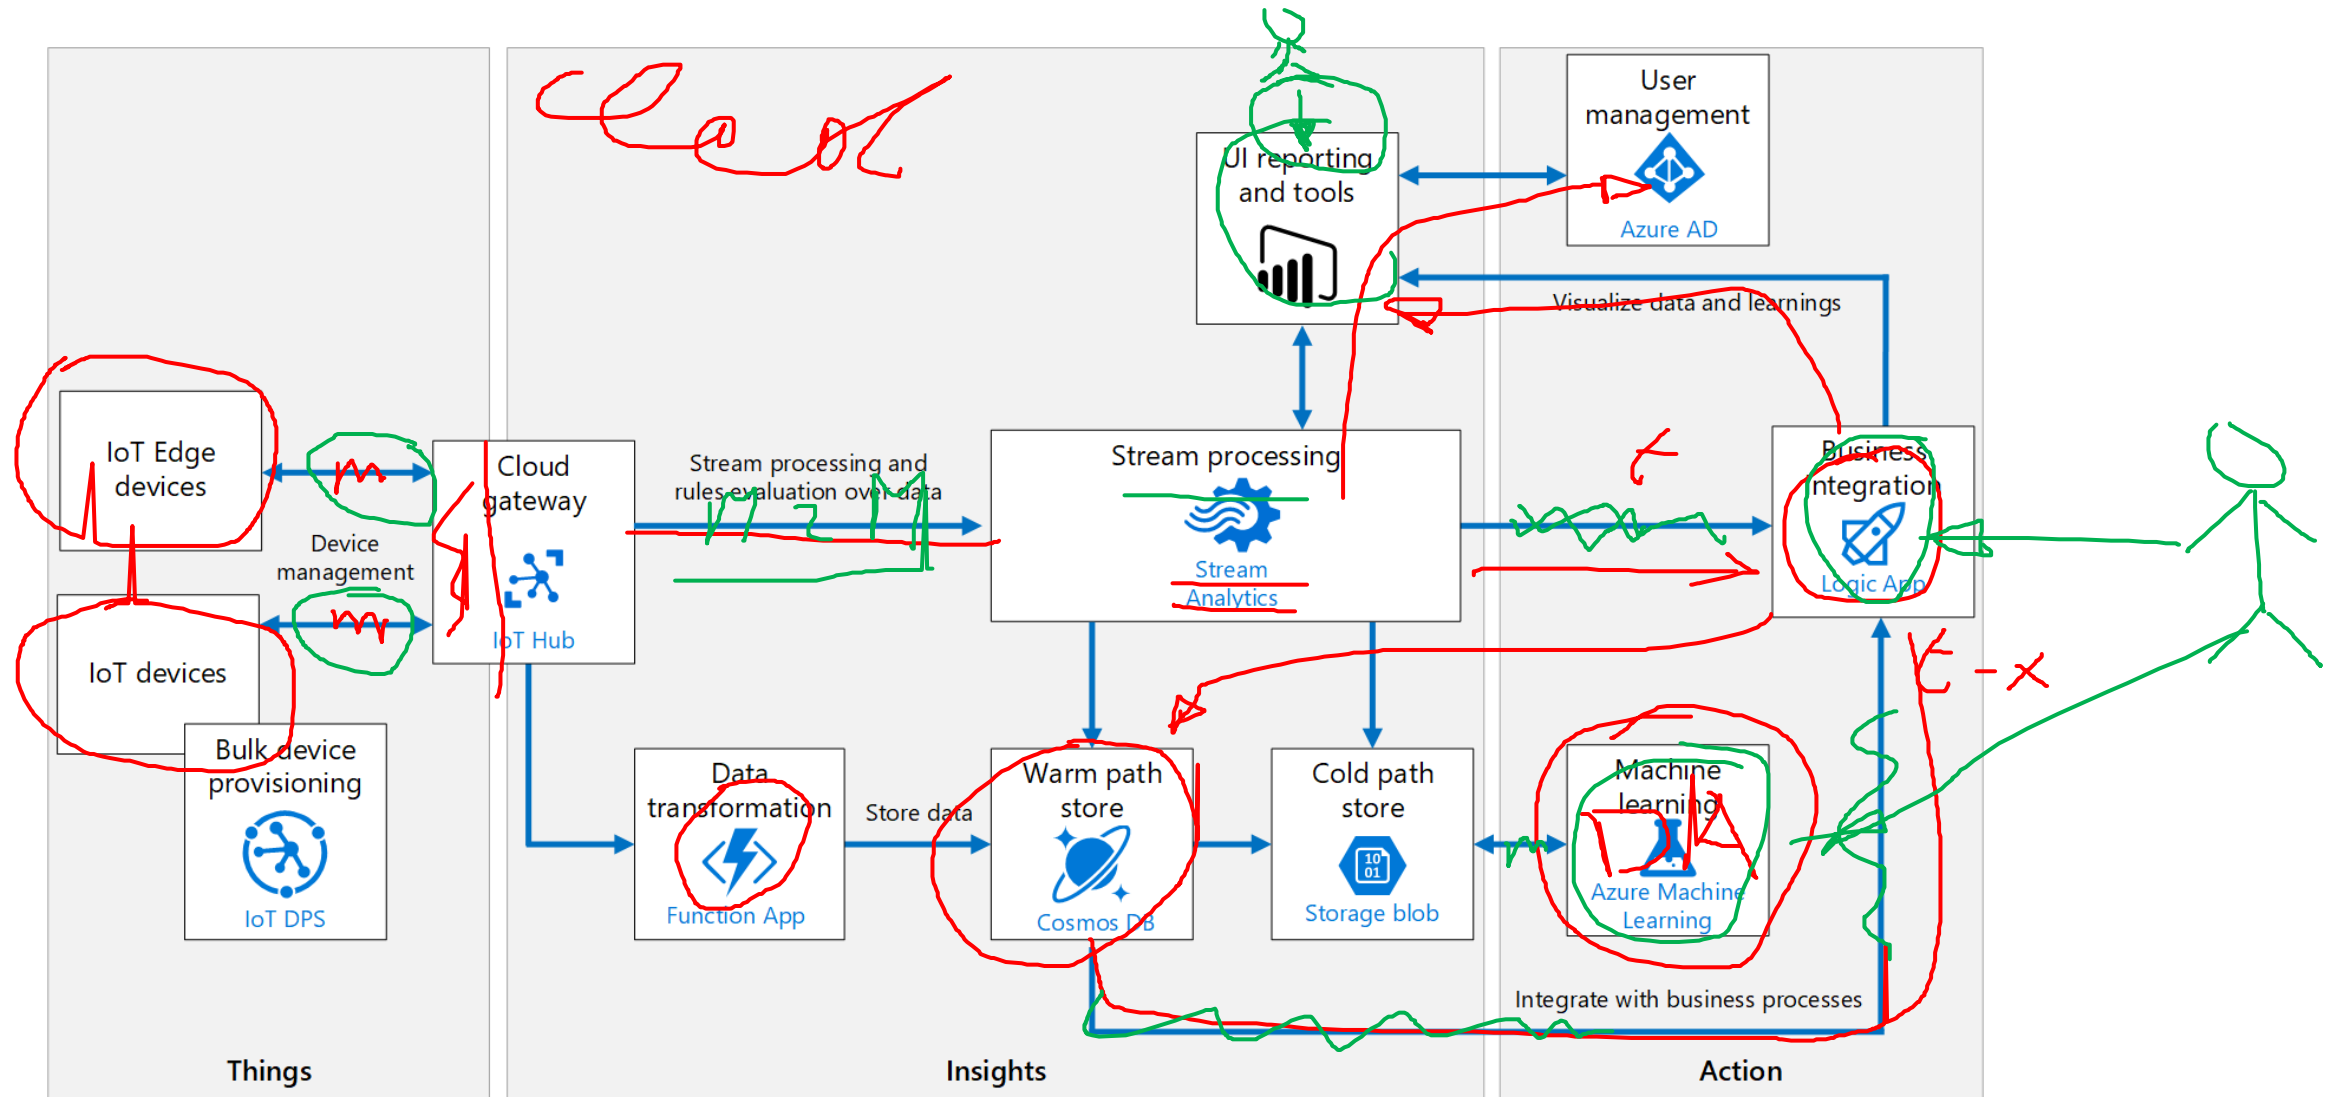 User
management
Azure AD
UI reporting
and tools
Visualize data and learnings
IoT Edge
devices
Device
management
IoT devices
Bulk device
provisioning
IoT DPS
Cloud
gateway
IoT Hub
Stream processing and
rules evaluation over data
Stream processing
Stream
Analytics
Business
integration
Logic App
t
t-x
m
m
Data
transformation
Function App
Store data
Warm path
store
Cosmos DB
Cold path
store
10
01
Storage blob
Machine
learning
Azure Machine
Learning
Integrate with business processes
Things
Insights
Action